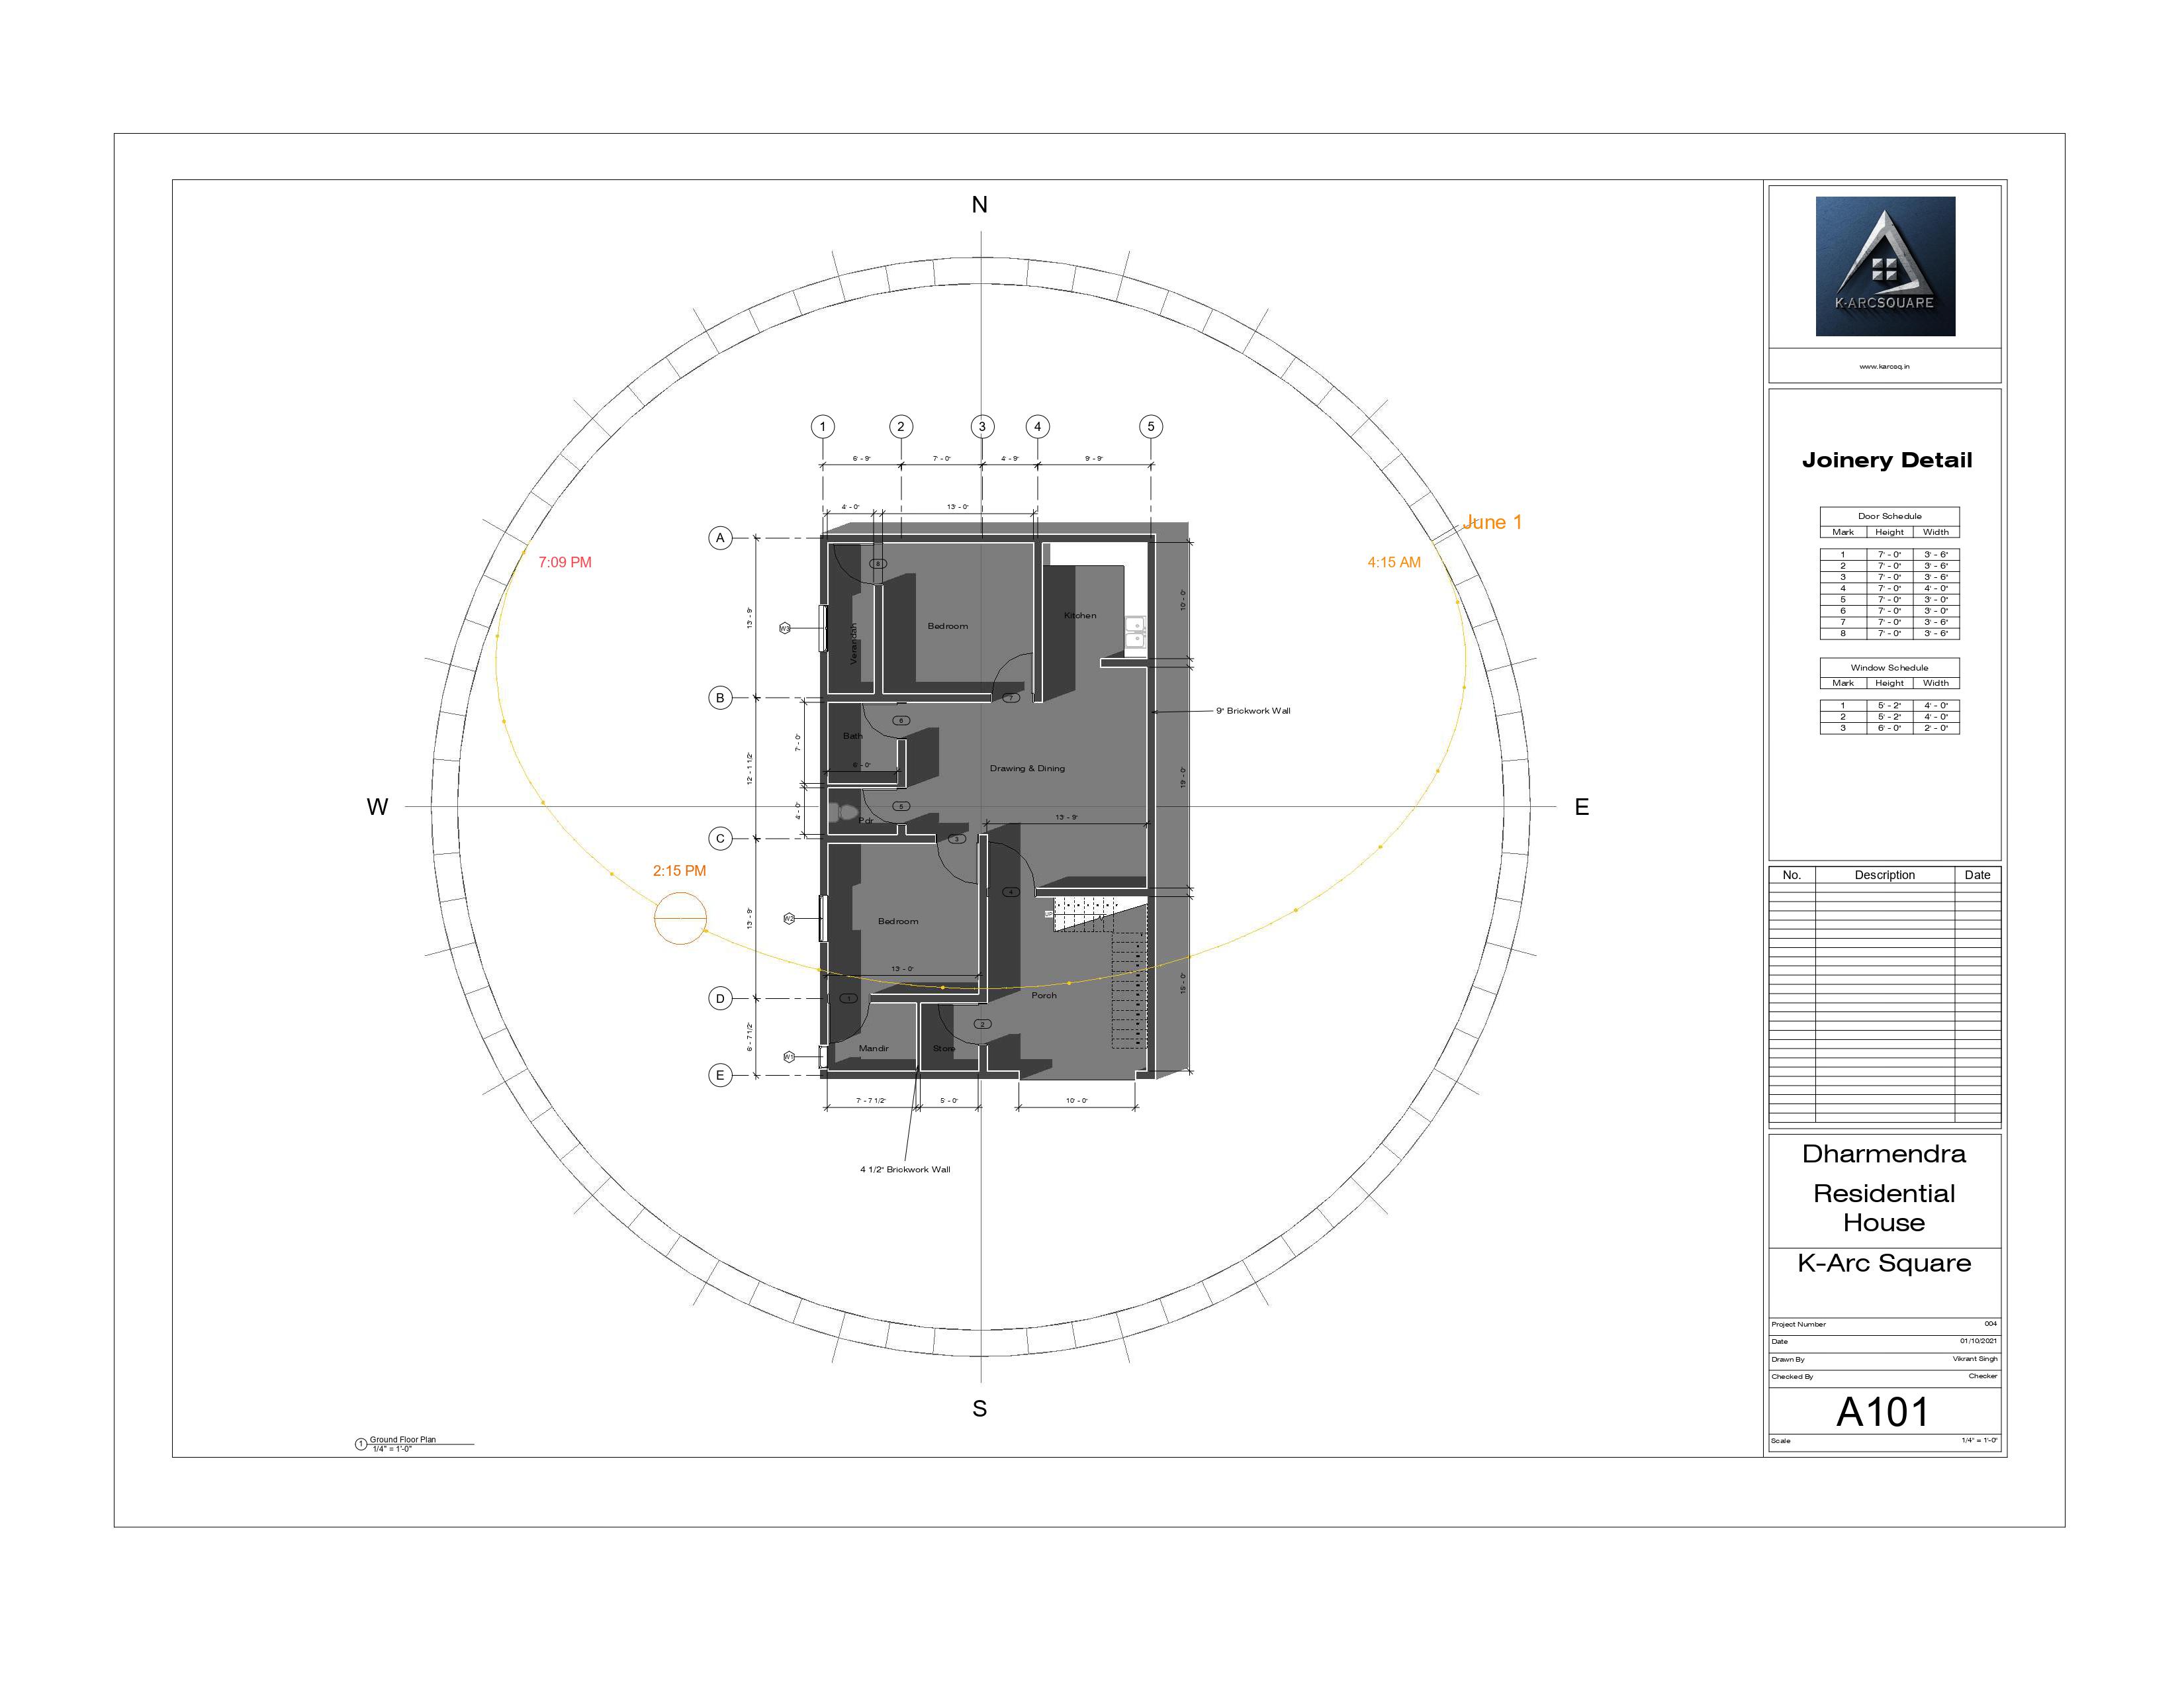 N
1
2
3
4
5
6' - 9"
7' - 0"
4' - 9"
9' - 9"
4' - 0"
13' - 0"
June 1
7:09 PM
4:15 AM
A
B
C
D
E
13' - 9"
12' - 1 1/2"
13' - 9"
6' - 7 1/2"
7' - 0"
4' - 0"
W3
W2
W1
8
Verandah
Bedroom
Kitchen
10' - 0"
7
9" Brickwork Wall
6
Bath
6' - 0"
Drawing & Dining
19' - 0"
W
E
5
Pdr
13' - 9"
3
2:15 PM
4
UP
Bedroom
13' - 0"
15' - 0"
1
Porch
2
Mandir
Store
7' - 7 1/2"
5' - 0"
10' - 0"
4 1/2" Brickwork Wall
S
1
Ground Floor Plan
1/4" = 1'-0"
K-ARCSQUARE
www.karcsq.in
Joinery Detail
Door Schedule
Mark Height Width
1 7' - 0" 3' - 6"
2 7' - 0" 3' - 6"
3 7' - 0" 3' - 6"
4 7' - 0" 4' - 0"
5 7' - 0" 3' - 0"
6 7' - 0" 3' - 0"
7 7' - 0" 3' - 6"
8 7' - 0" 3' - 6"
Window Schedule
Mark Height Width
1 5' - 2" 4' - 0"
2 5' - 2" 4' - 0"
3 6' - 0" 2' - 0"
No. Description Date
Dharmendra
Residential
House
K-Arc Square
Project Number 004
Date 01/10/2021
Drawn By Vikrant Singh
Checked By Checker
A101
Scale 1/4" = 1'-0"